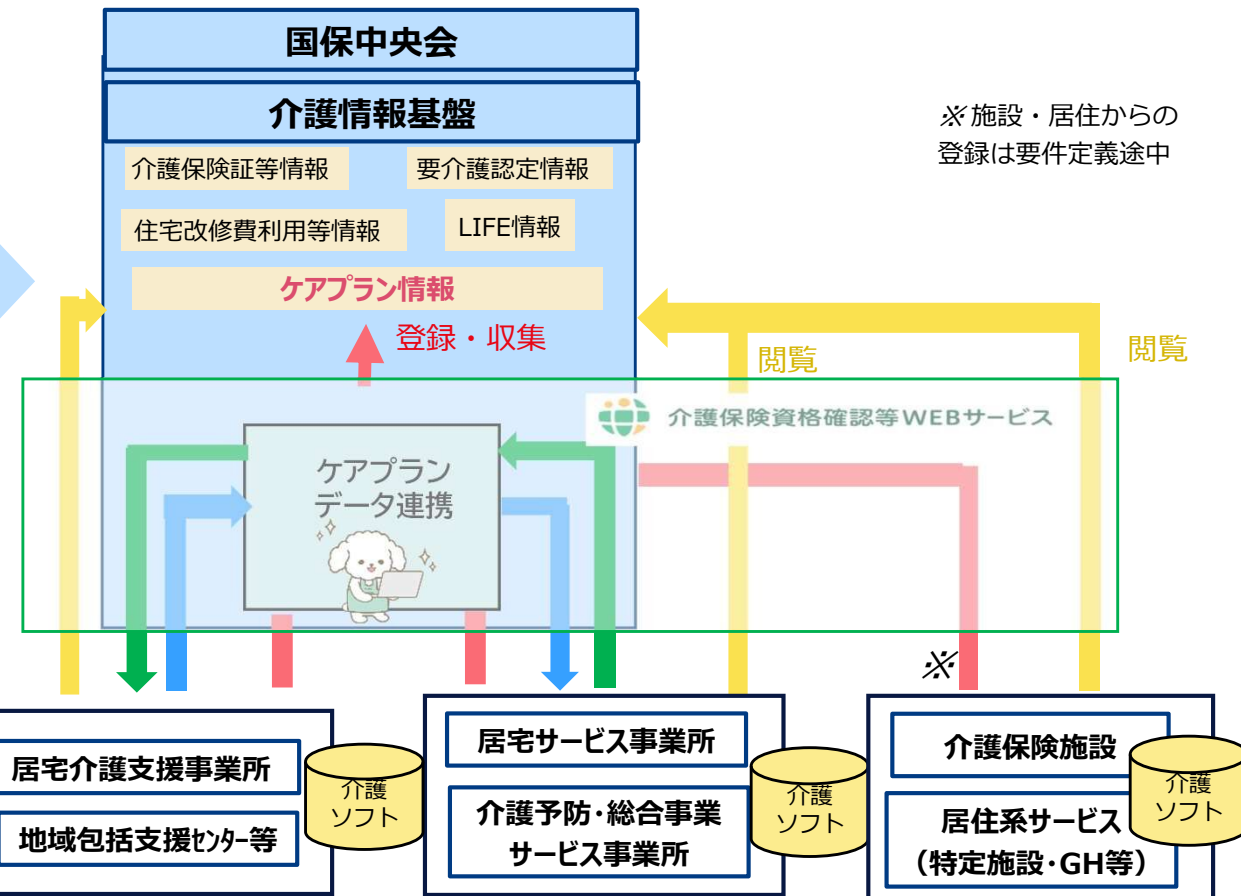 国保中央会
介護情報基盤
※ 施設・居住からの
登録は要件定義途中
介護保険証等情報
要介護認定情報
住宅改修費利用等情報
LIFE情報
ケアプラン情報
登録・収集
閲覧
閲覧
介護保険資格確認等WEBサービス
ケアプラン
データ連携
※
居宅介護支援事業所
地域包括支援センター等
介護
ソフト
居宅サービス事業所
介護予防・総合事業
サービス事業所
介護
ソフト
介護保険施設
居住系サービス
（特定施設・GH等）
介護
ソフト